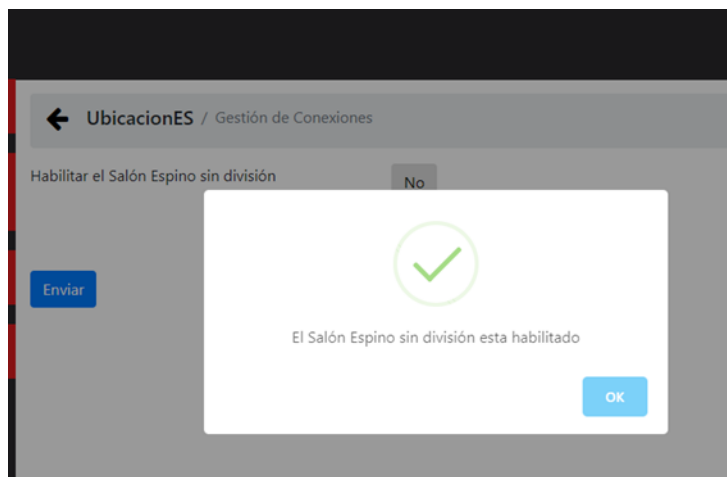 UbicacionES / Gestión de Conexiones
Habilitar el Salón Espino sin división
No
Enviar
El Salón Espino sin división esta habilitado
OK